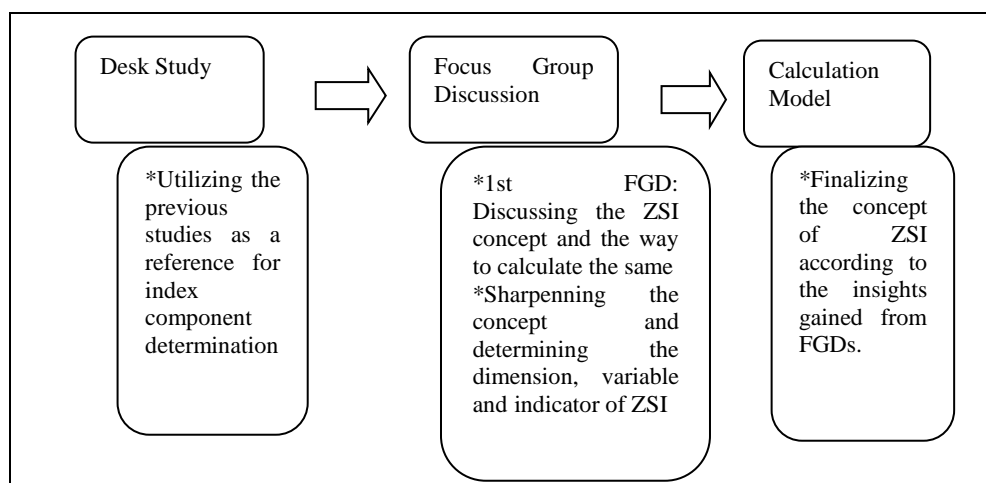 Desk Study
Focus Group
Discussion
Calculation
Model
*Utilizing the
previous
studies as a
reference for
index
component
determination
*1st FGD:
Discussing the ZSI
concept and the way
to calculate the same
*Sharpenning the
concept and
determining the
dimension, variable
and indicator of ZSI
*Finalizing
the concept
of ZSI
according to
the insights
gained from
FGDs.